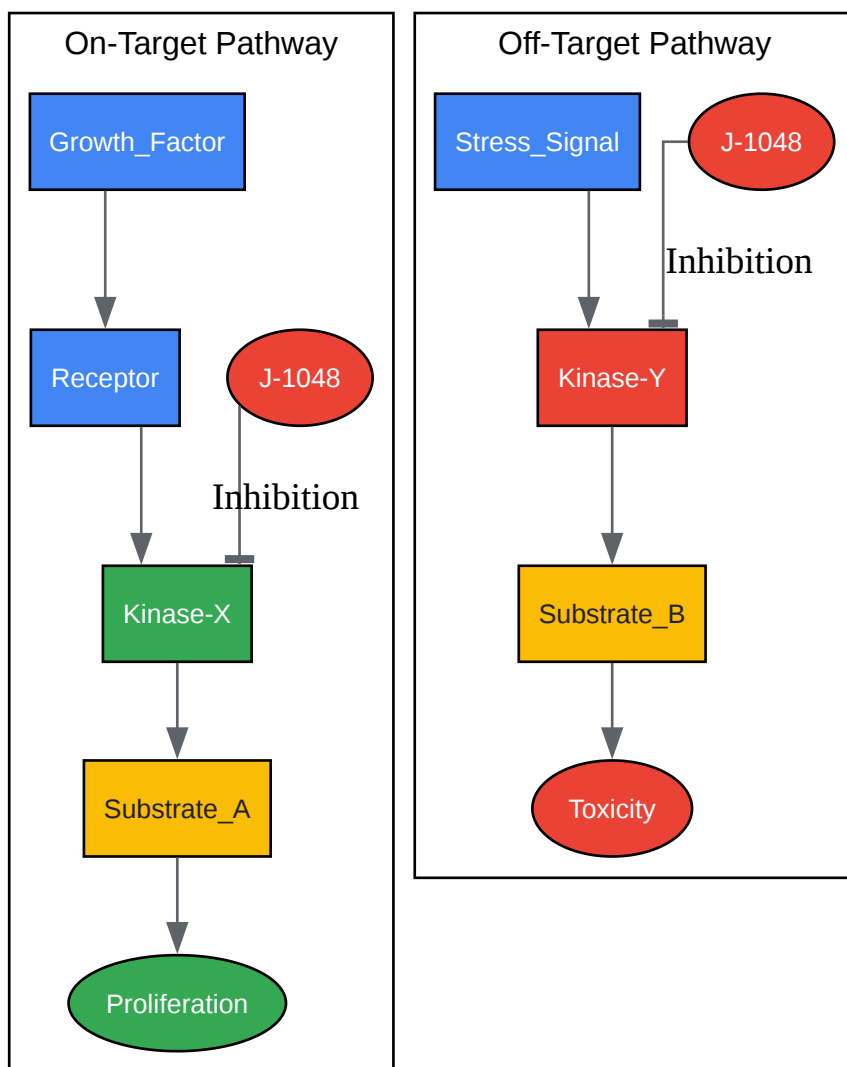 On-Target Pathway
Growth_Factor
Receptor
J-1048
Inhibition
Kinase-X
Substrate_A
Proliferation
Off-Target Pathway
Stress_Signal
J-1048
Inhibition
Kinase-Y
Substrate_B
Toxicity